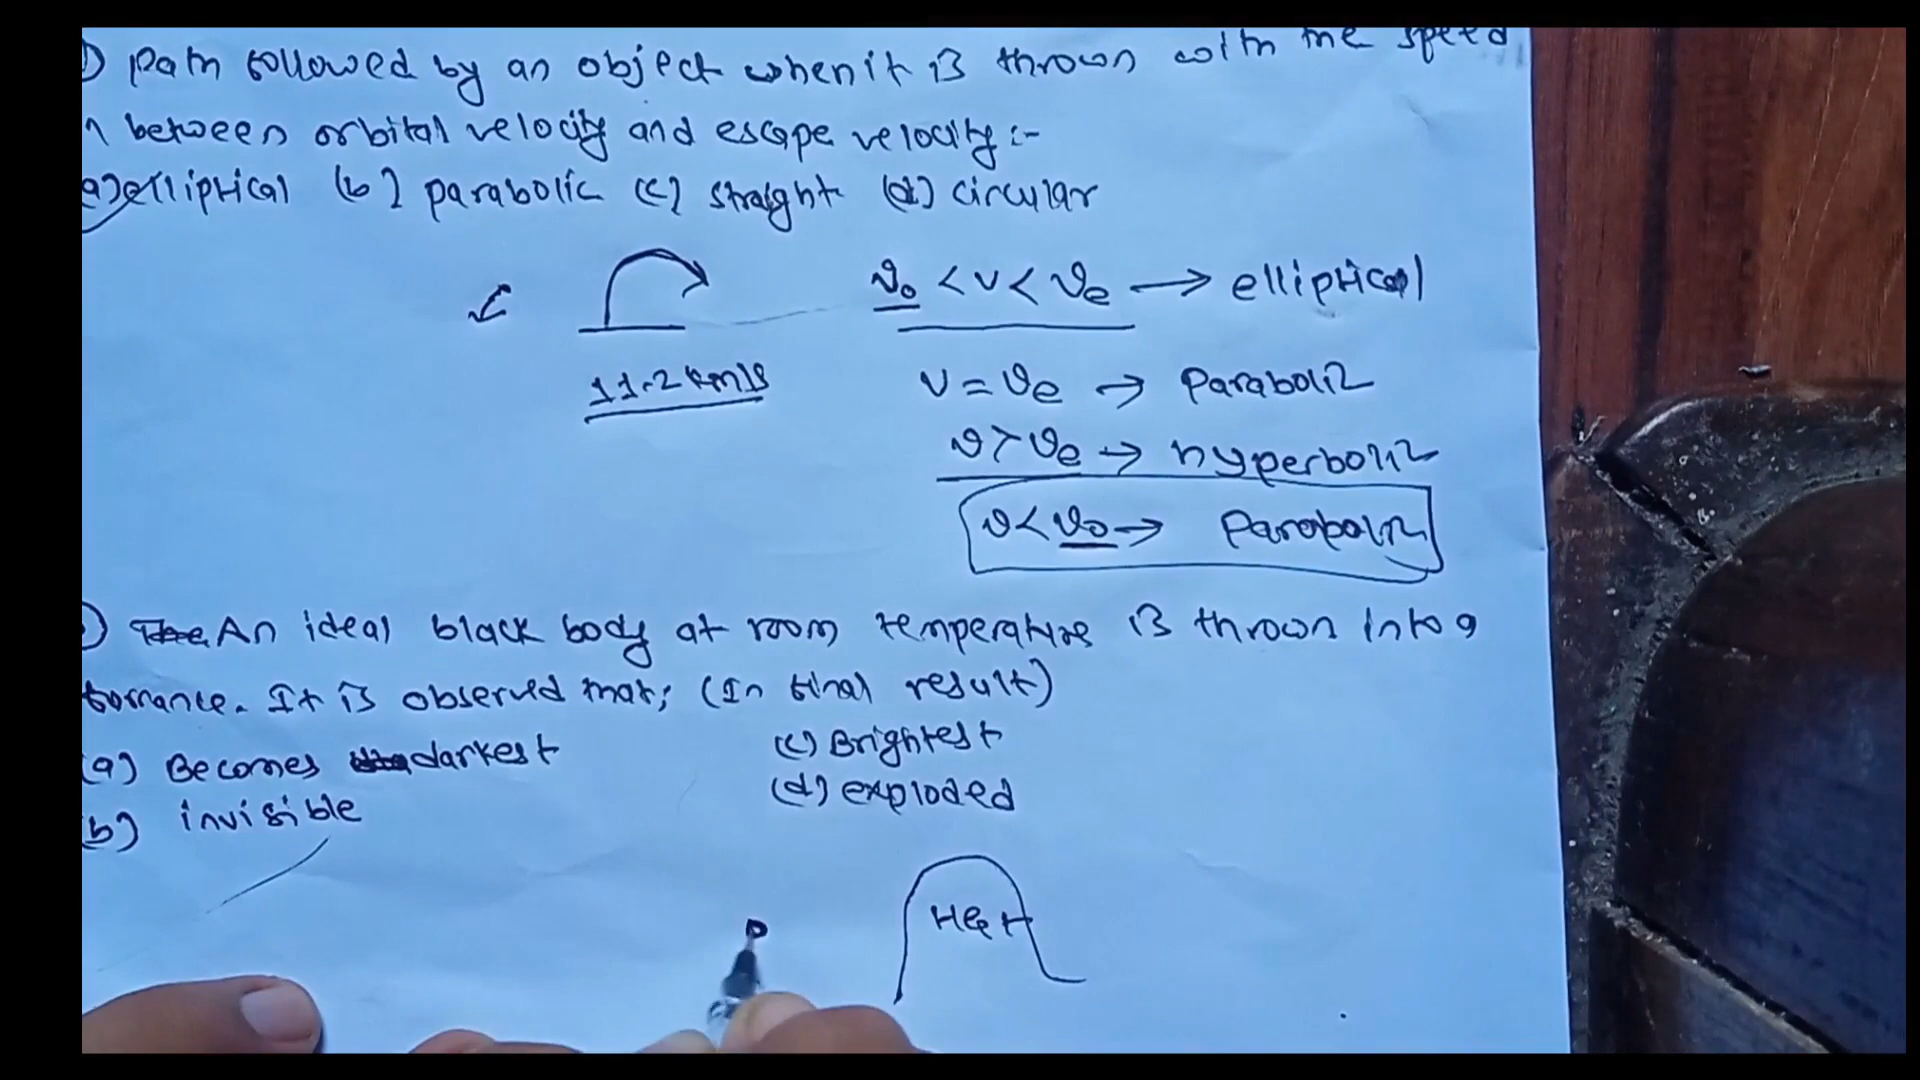 ) Path followed by an object when it is thrown with the speed
n between orbital velocity and escape velocity :-
(a) elliptical (b) parabolic (c) straight (d) circular
v₀ < v < ve → elliptical
11.2 km/s
v = ve → Parabolic
v > ve → hyperbolic
v < v₀ → Parabolic
) The An ideal black body at room temperature is thrown into a
forrance. It is observed that; (In final result)
(a) Becomes darkest (c) Brightest
(b) invisible (d) exploded